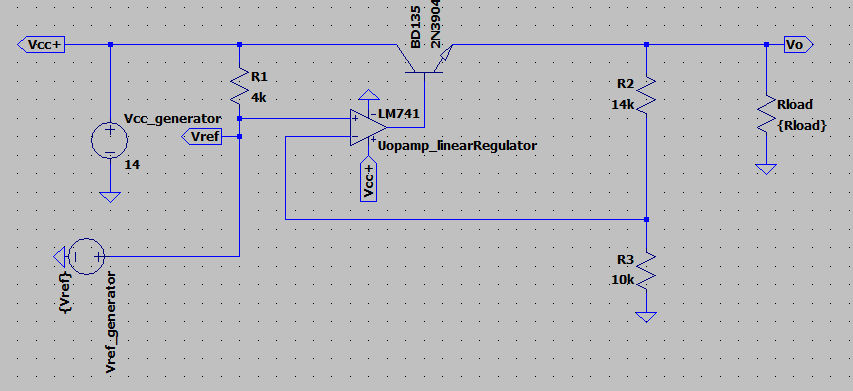 BD135
2N3904
Vcc+
Vo
R1
4k
R2
14k
Rload
{Rload}
Vcc_generator
14
Vref
LM741
+
-
-
+
Uopamp_linearRegulator
Vcc+
R3
10k
{Vref}
Vref_generator